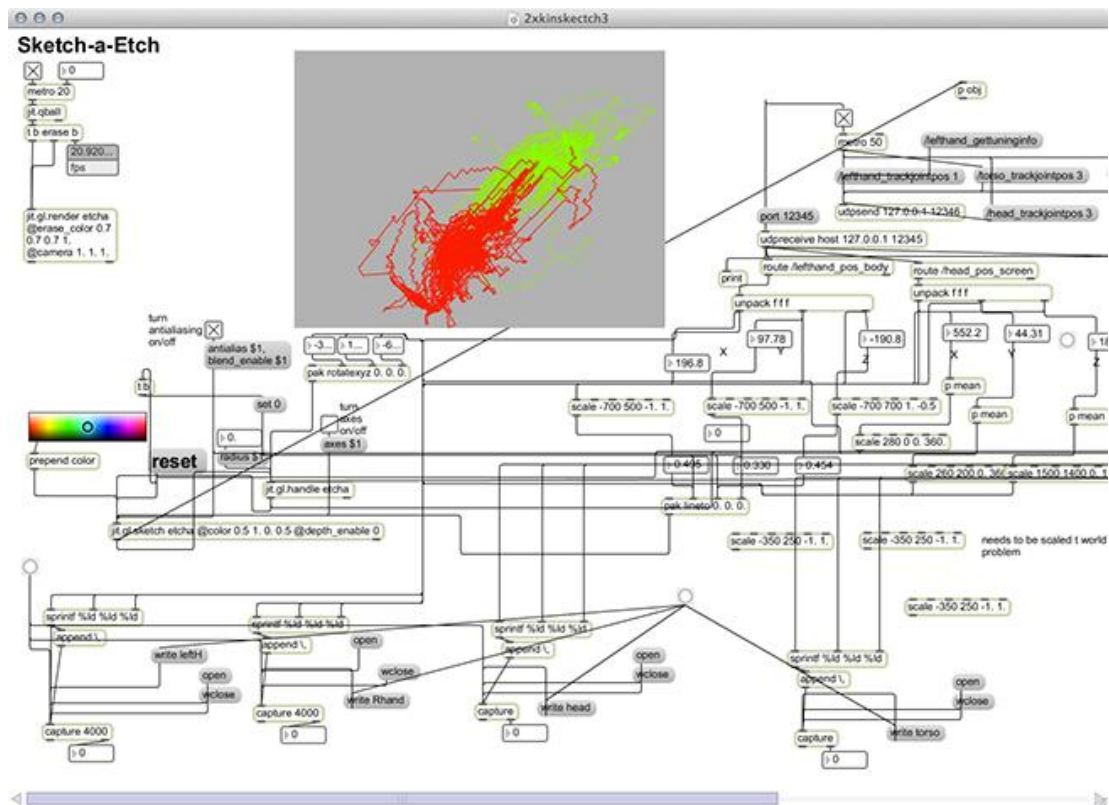 2xkinskectch3
Sketch-a-Etch
0
metro 20
jit.qball
t b erase b
20.920...
fps
jit.gl.render etcha
@erase_color 0.7
0.7 0.7 1.
@camera 1. 1. 1.
p obj
metro 50
/lefthand_gettuninginfo
/lefthand_trackjointpos 1
/torso_trackjointpos 3
udpsend 127.0.0.1 12346
/head_trackjointpos 3
port 12345
udpreceive host 127.0.0.1 12345
print
route /lefthand_pos_body
route /head_pos_screen
unpack f f f
unpack f f f
turn
antialiasing
on/off
antialias $1,
blend_enable $1
-3...
1...
-6...
pak rotatexyz 0. 0. 0.
196.8
X
97.78
Y
-190.8
Z
552.2
X
44.31
Y
Z
p mean
p mean
p mean
t b
set 0
turn
axes
on/off
axes $1
0.
radius $1
scale -700 500 -1. 1.
scale -700 500 -1. 1.
scale -700 700 1. -0.5
0
scale 280 0 0. 360.
prepend color
reset
jit.gl.handle etcha
0.495
0.330
0.454
scale 260 200 0. 360.
scale 1500 1400 0. 1
pak lineto 0. 0. 0.
jit.gl.sketch etcha @color 0.5 1. 0. 0.5 @depth_enable 0
scale -350 250 -1. 1.
scale -350 250 -1. 1.
needs to be scaled t world
problem
scale -350 250 -1. 1.
sprintf %ld %ld %ld
append \,
write leftH
open
wclose
capture 4000
0
sprintf %ld %ld %ld
append \,
open
wclose
write Rhand
capture 4000
0
sprintf %ld %ld %ld
append \,
open
wclose
write head
capture
0
sprintf %ld %ld %ld
append \,
open
wclose
write torso
capture
0